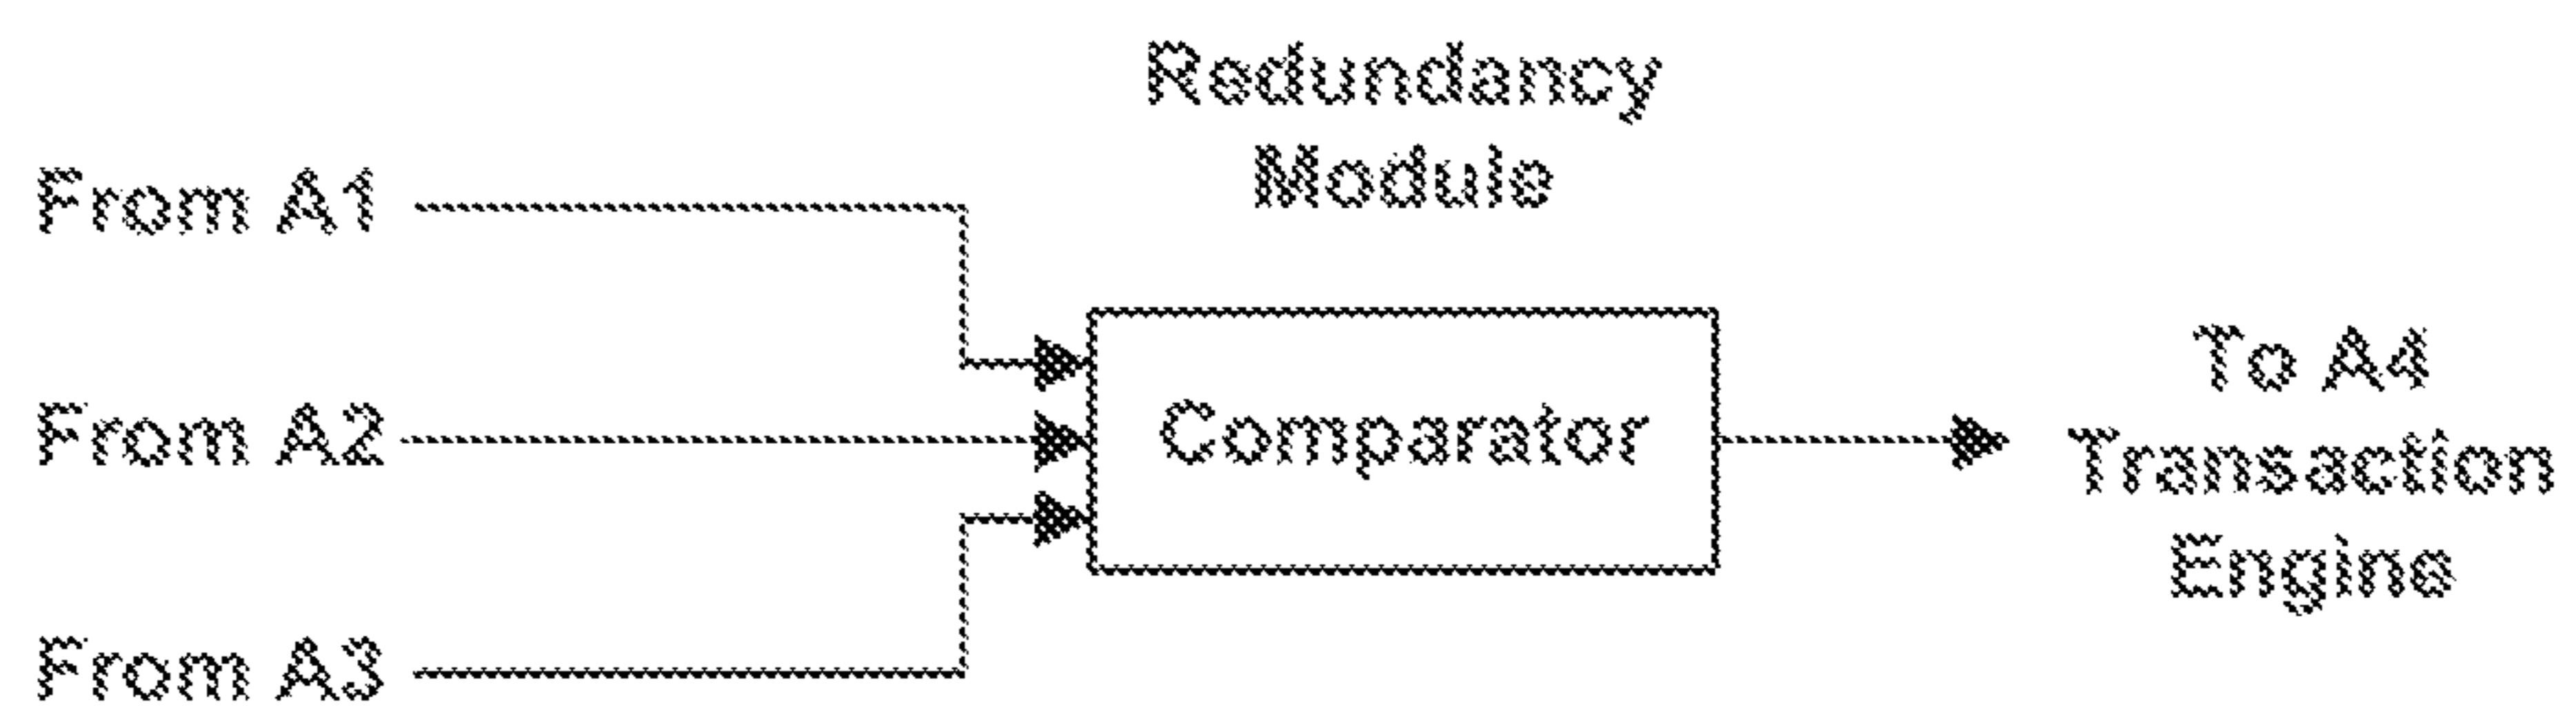 Redundancy
Module
From A1
From A2
From A3
Comparator
To A4
Transaction
Engine